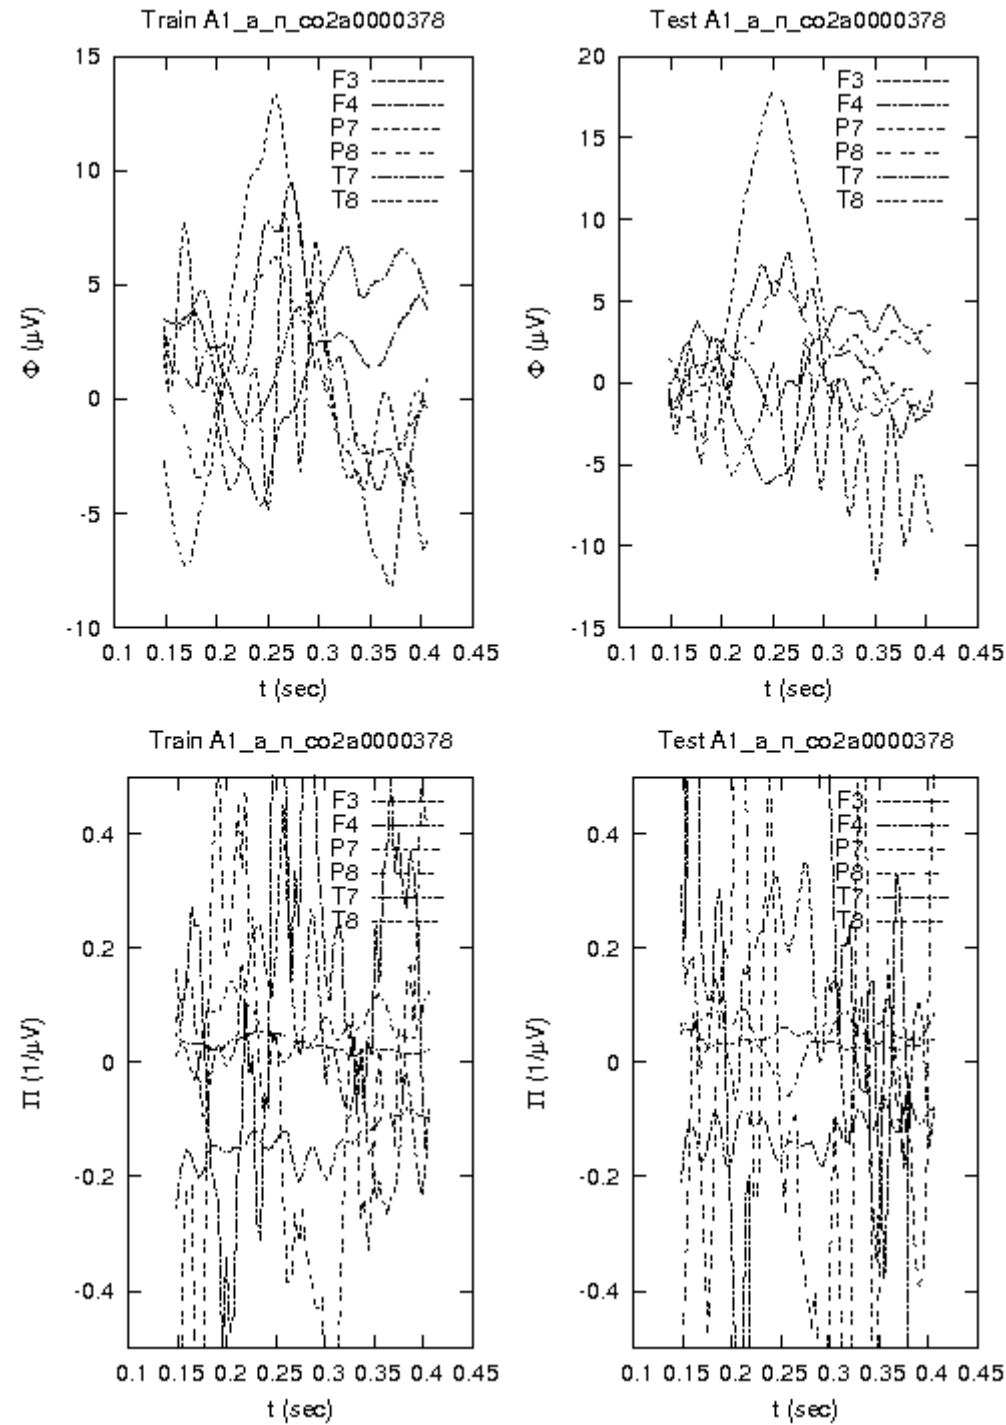 Train A1_a_n_co2a0000378
15
10
5
0
-5
-10
Φ (μV)
F3
F4
P7
P8
T7
T8
0.1 0.15 0.2 0.25 0.3 0.35 0.4 0.45
t (sec)
Test A1_a_n_co2a0000378
20
15
10
5
0
-5
-10
-15
Φ (μV)
F3
F4
P7
P8
T7
T8
0.1 0.15 0.2 0.25 0.3 0.35 0.4 0.45
t (sec)
Train A1_a_n_co2a0000378
0.4
0.2
0
-0.2
-0.4
Π (1/μV)
F3
F4
P7
P8
T7
T8
0.1 0.15 0.2 0.25 0.3 0.35 0.4 0.45
t (sec)
Test A1_a_n_co2a0000378
0.4
0.2
0
-0.2
-0.4
Π (1/μV)
F3
F4
P7
P8
T7
T8
0.1 0.15 0.2 0.25 0.3 0.35 0.4 0.45
t (sec)